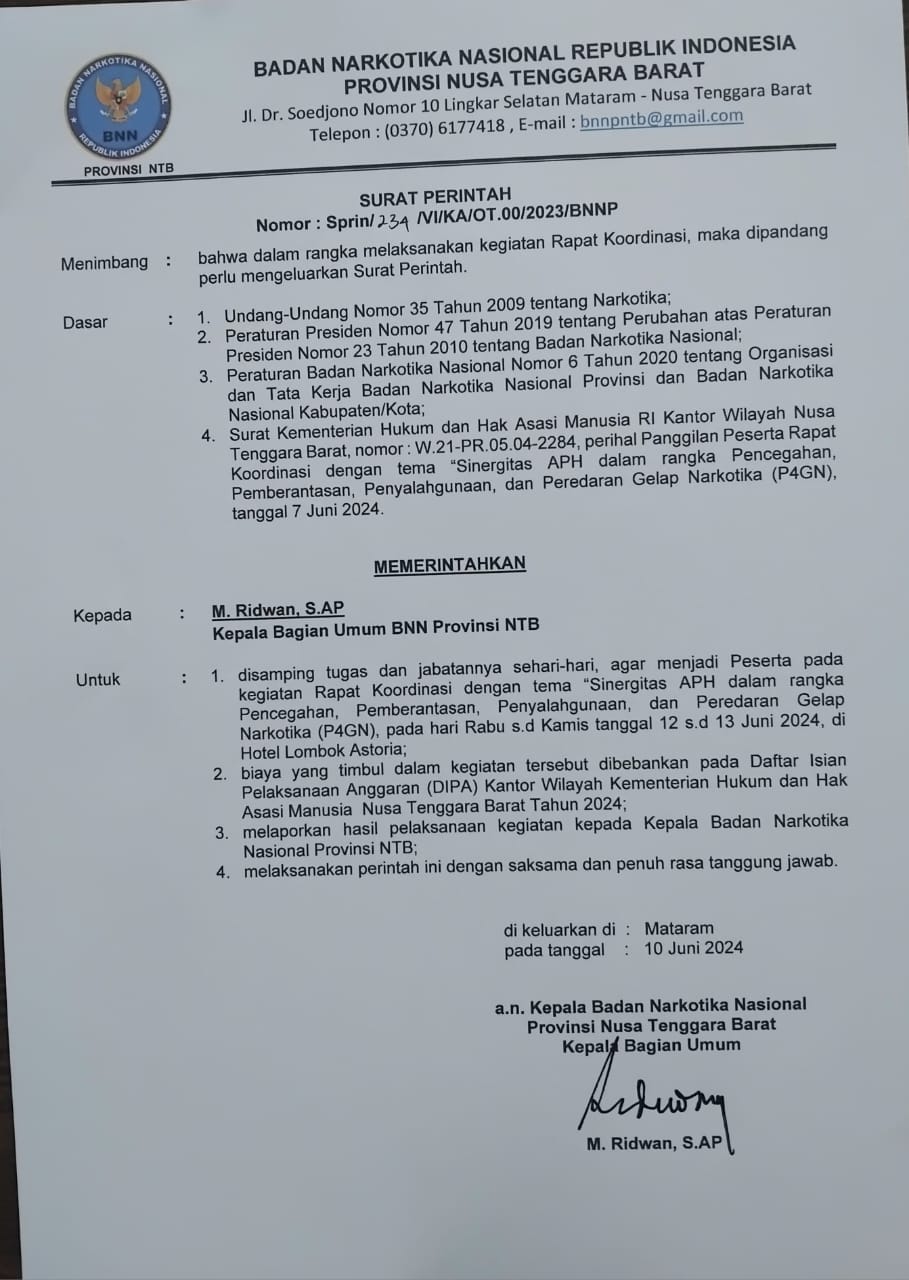 BADAN NARKOTIKA NASIONAL
BNN
REPUBLIK INDONESIA
PROVINSI NTB
BADAN NARKOTIKA NASIONAL REPUBLIK INDONESIA
PROVINSI NUSA TENGGARA BARAT
Jl. Dr. Soedjono Nomor 10 Lingkar Selatan Mataram - Nusa Tenggara Barat
Telepon : (0370) 6177418 , E-mail : bnnpntb@gmail.com
SURAT PERINTAH
Nomor : Sprin/ 239 /VI/KA/OT.00/2023/BNNP
Menimbang : bahwa dalam rangka melaksanakan kegiatan Rapat Koordinasi, maka dipandang
perlu mengeluarkan Surat Perintah.
Dasar : 1. Undang-Undang Nomor 35 Tahun 2009 tentang Narkotika;
2. Peraturan Presiden Nomor 47 Tahun 2019 tentang Perubahan atas Peraturan
Presiden Nomor 23 Tahun 2010 tentang Badan Narkotika Nasional;
3. Peraturan Badan Narkotika Nasional Nomor 6 Tahun 2020 tentang Organisasi
dan Tata Kerja Badan Narkotika Nasional Provinsi dan Badan Narkotika
Nasional Kabupaten/Kota;
4. Surat Kementerian Hukum dan Hak Asasi Manusia RI Kantor Wilayah Nusa
Tenggara Barat, nomor : W.21-PR.05.04-2284, perihal Panggilan Peserta Rapat
Koordinasi dengan tema “Sinergitas APH dalam rangka Pencegahan,
Pemberantasan, Penyalahgunaan, dan Peredaran Gelap Narkotika (P4GN),
tanggal 7 Juni 2024.
MEMERINTAHKAN
Kepada : M. Ridwan, S.AP
Kepala Bagian Umum BNN Provinsi NTB
Untuk : 1. disamping tugas dan jabatannya sehari-hari, agar menjadi Peserta pada
kegiatan Rapat Koordinasi dengan tema “Sinergitas APH dalam rangka
Pencegahan, Pemberantasan, Penyalahgunaan, dan Peredaran Gelap
Narkotika (P4GN), pada hari Rabu s.d Kamis tanggal 12 s.d 13 Juni 2024, di
Hotel Lombok Astoria;
2. biaya yang timbul dalam kegiatan tersebut dibebankan pada Daftar Isian
Pelaksanaan Anggaran (DIPA) Kantor Wilayah Kementerian Hukum dan Hak
Asasi Manusia Nusa Tenggara Barat Tahun 2024;
3. melaporkan hasil pelaksanaan kegiatan kepada Kepala Badan Narkotika
Nasional Provinsi NTB;
4. melaksanakan perintah ini dengan saksama dan penuh rasa tanggung jawab.
di keluarkan di : Mataram
pada tanggal : 10 Juni 2024
a.n. Kepala Badan Narkotika Nasional
Provinsi Nusa Tenggara Barat
Kepala Bagian Umum
M. Ridwan, S.AP